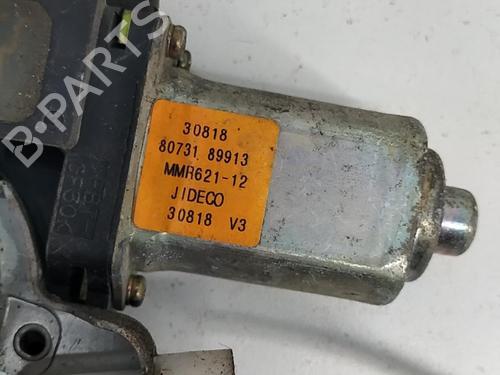 B-PARTS
30818
80731 89913
MMR621-12
JIDECO
30818 V3